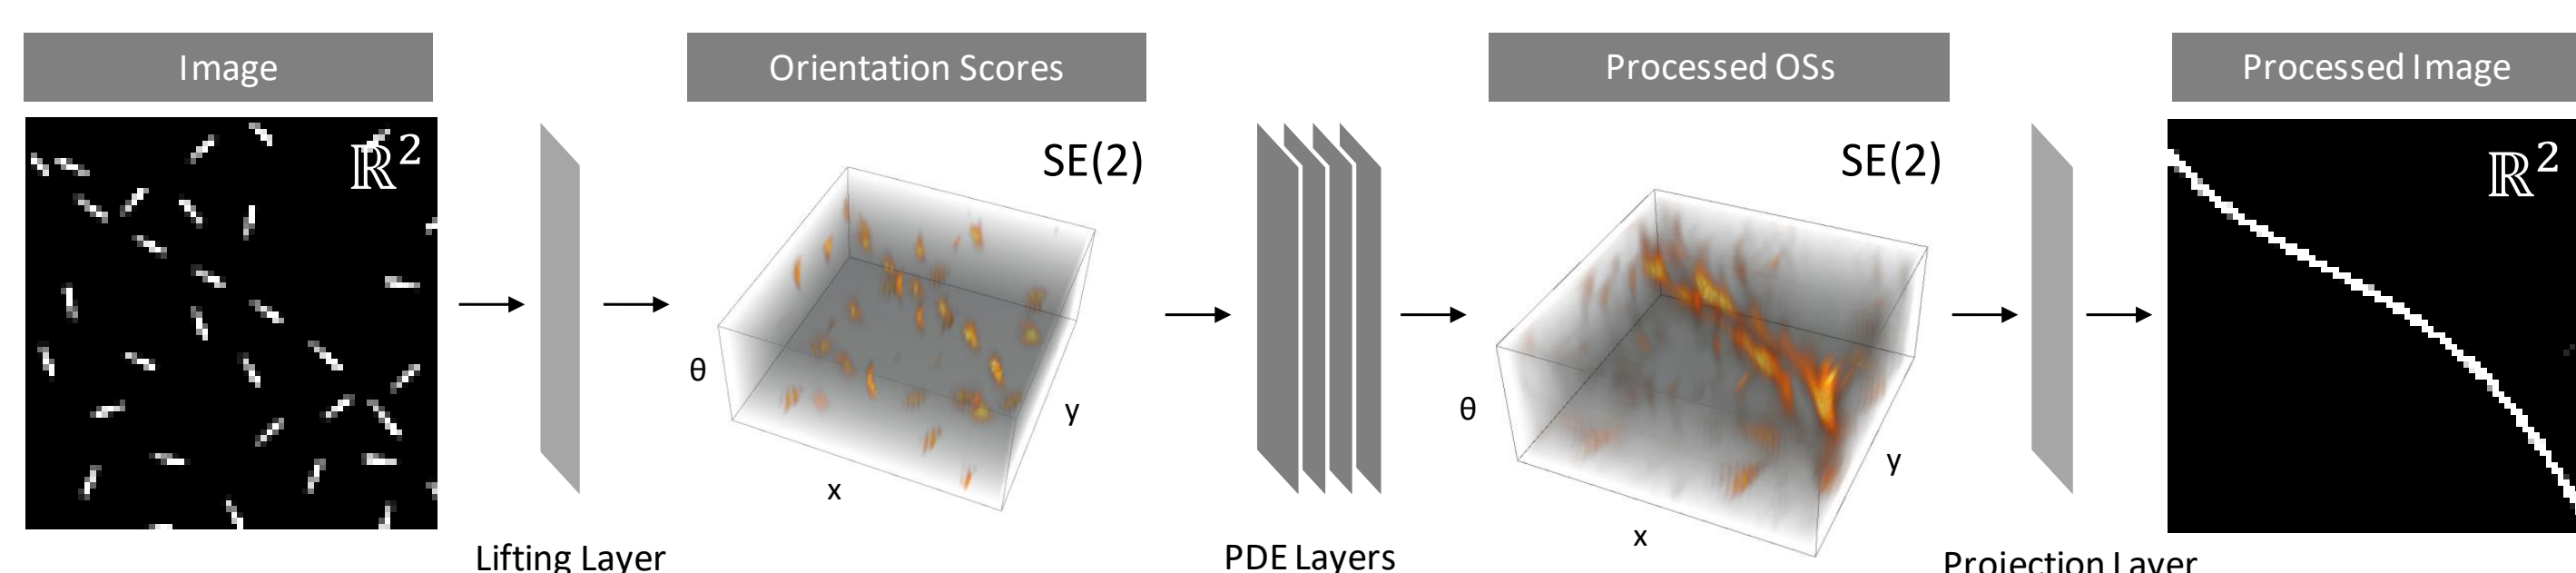 Image
Orientation Scores
Processed OSs
Processed Image
ℝ²
SE(2)
SE(2)
ℝ²
θ
y
x
θ
y
x
Lifting Layer
PDE Layers
Projection Layer